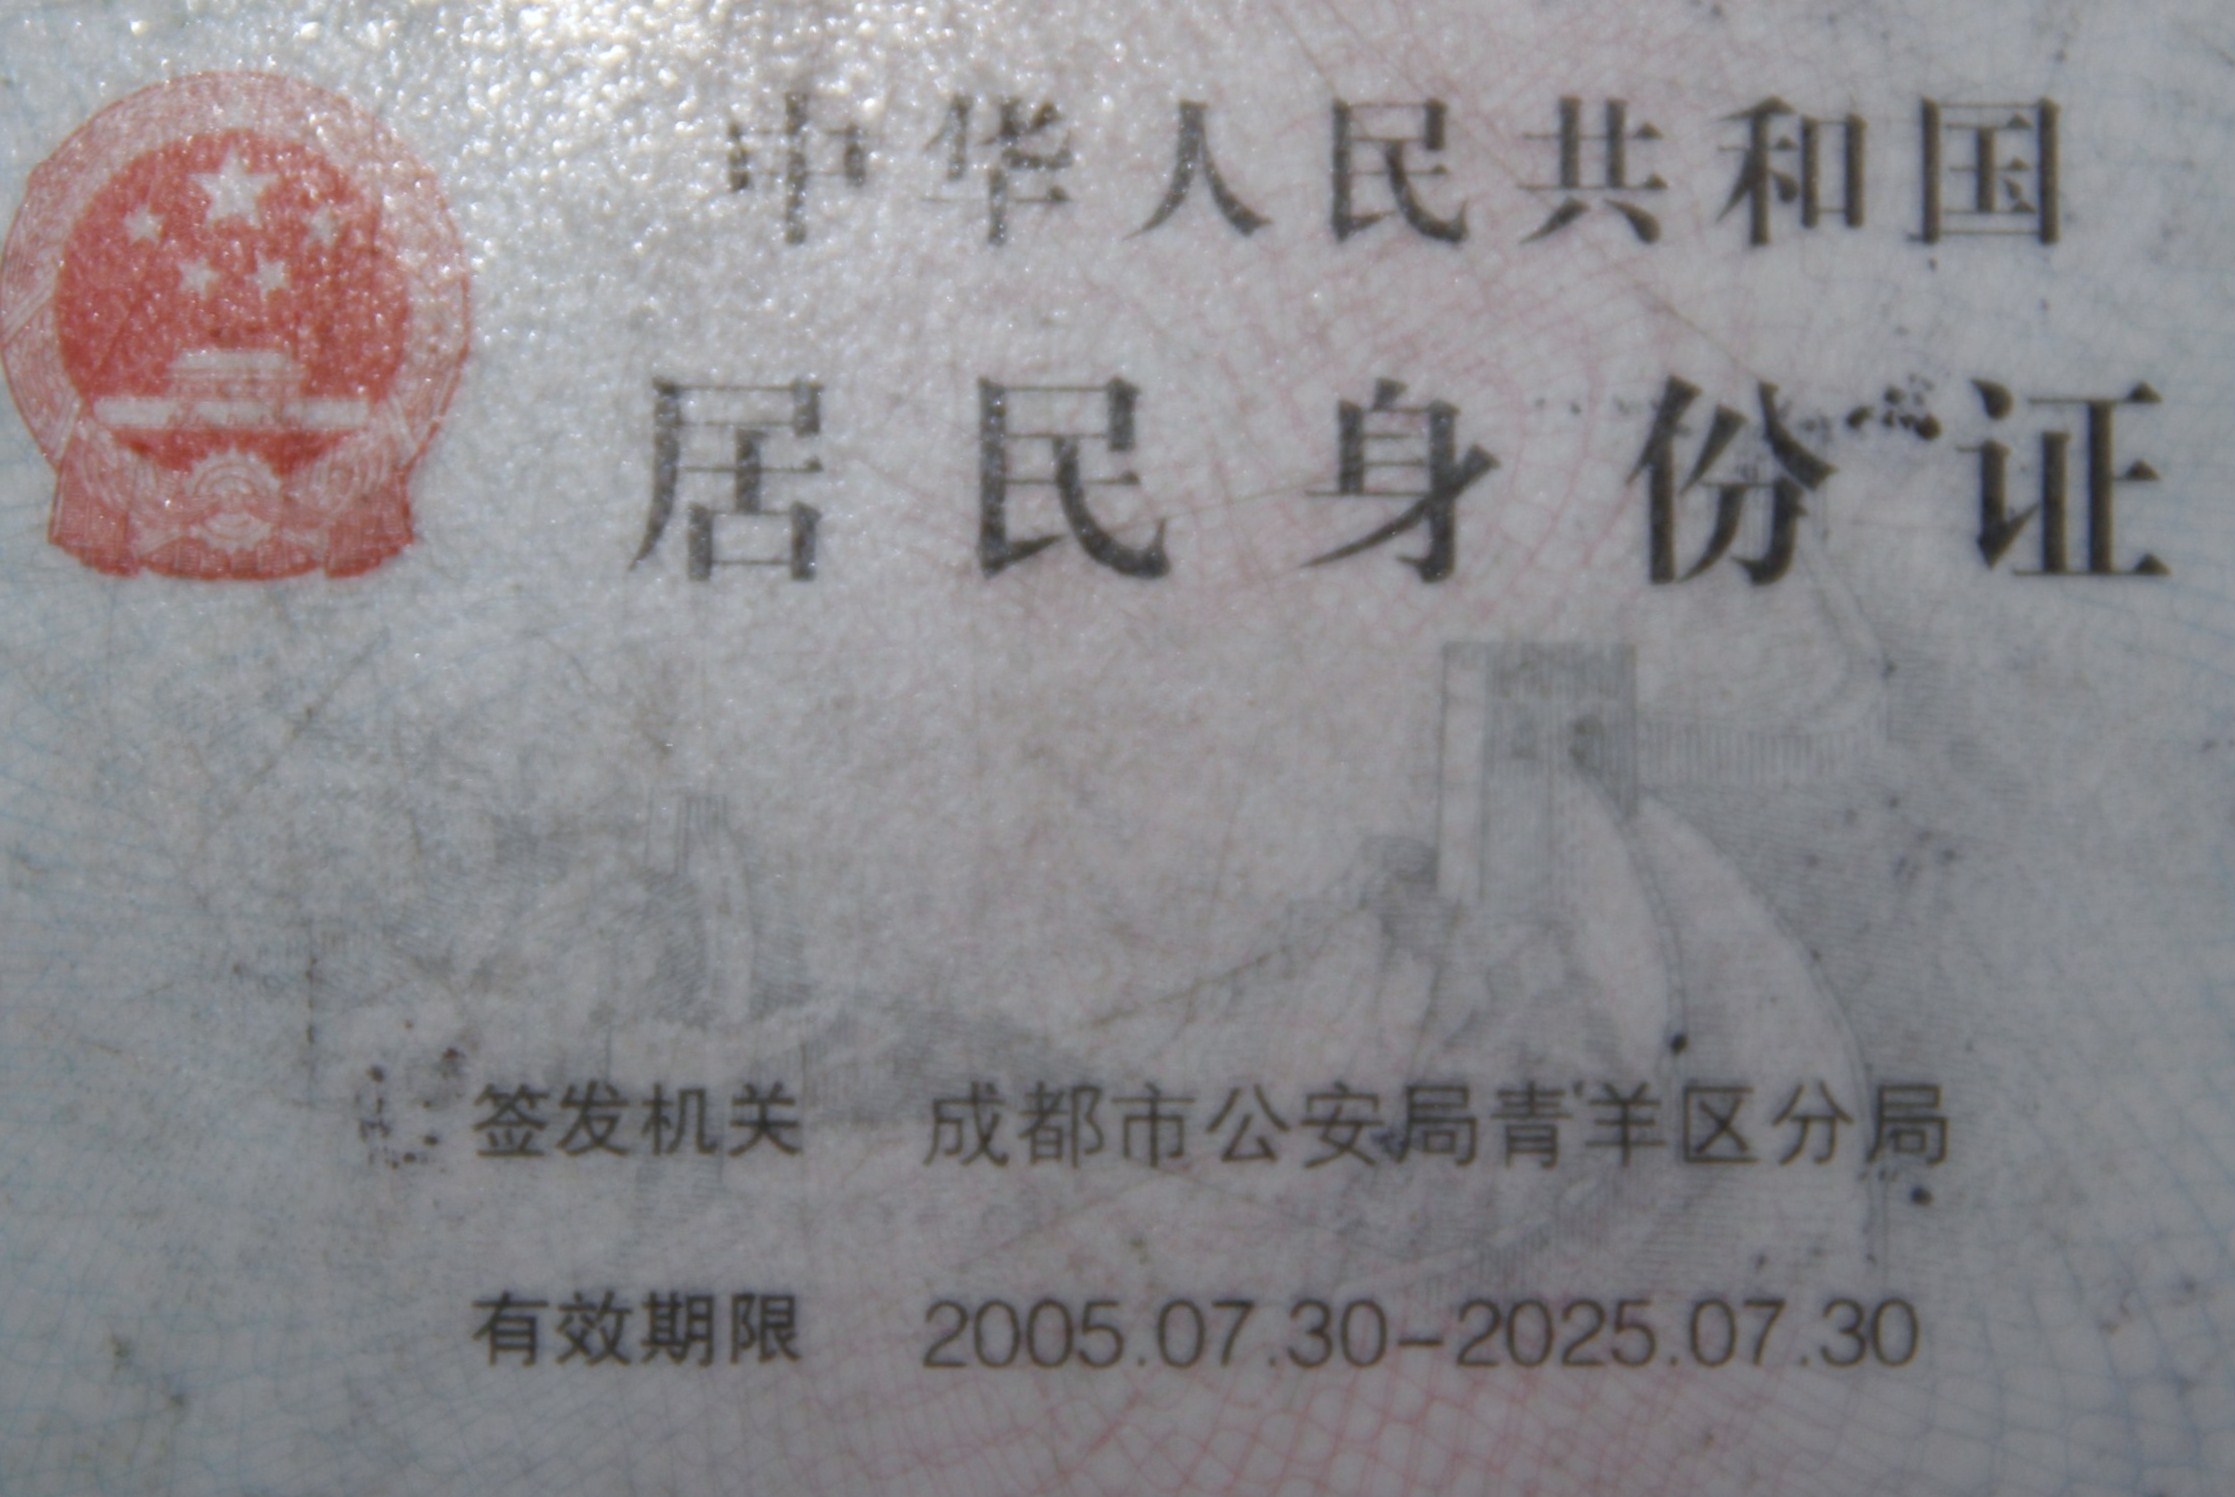 中华人民共和国
居民身份证
签发机关 成都市公安局青羊区分局
有效期限 2005.07.30-2025.07.30